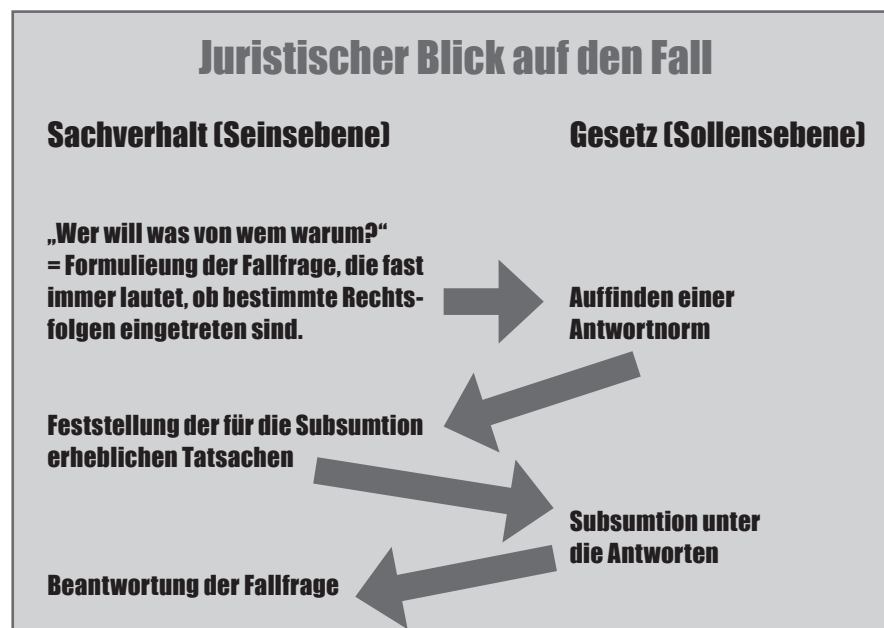 Juristischer Blick auf den Fall
Sachverhalt (Seinsebene)
Gesetz (Sollensebene)
„Wer will was von wem warum?“
= Formulieung der Fallfrage, die fast
immer lautet, ob bestimmte Rechts-
folgen eingetreten sind.
Auffinden einer
Antwortnorm
Feststellung der für die Subsumtion
erheblichen Tatsachen
Subsumtion unter
die Antworten
Beantwortung der Fallfrage